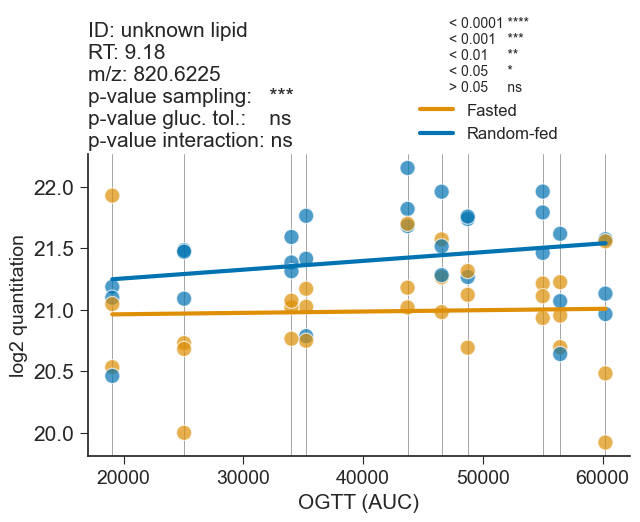 ID: unknown lipid
RT: 9.18
m/z: 820.6225
p-value sampling: ***
p-value gluc. tol.: ns
p-value interaction: ns
< 0.0001 ****
< 0.001 ***
< 0.01 **
< 0.05 *
> 0.05 ns
Fasted
Random-fed
log2 quantitation
22.0
21.5
21.0
20.5
20.0
20000 30000 40000 50000 60000
OGTT (AUC)